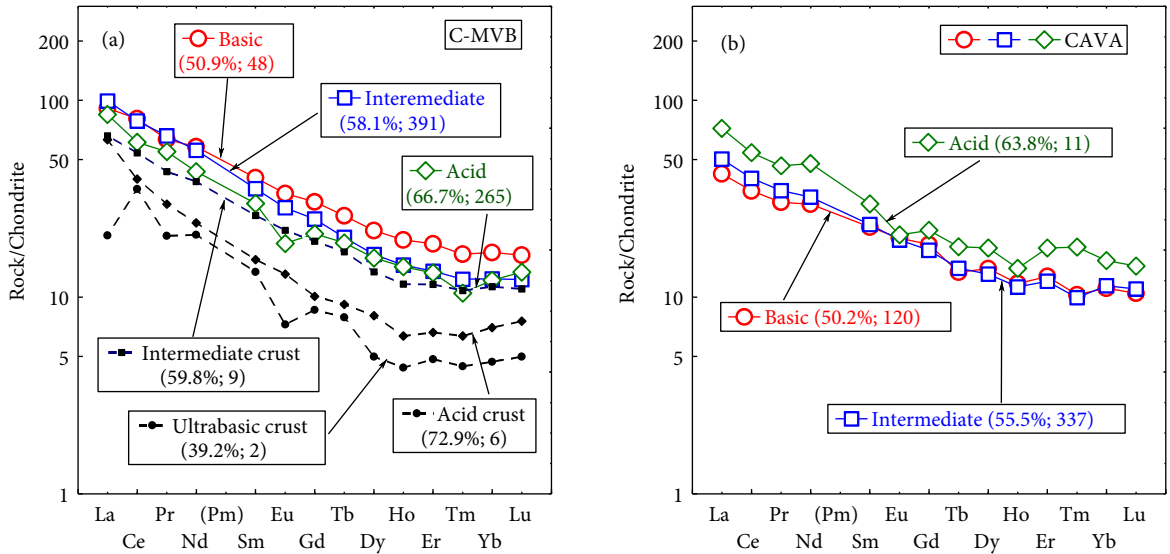 (a)
C-MVB
Basic
(50.9%; 48)
Interemediate
(58.1%; 391)
Acid
(66.7%; 265)
Intermediate crust
(59.8%; 9)
Ultrabasic crust
(39.2%; 2)
Acid crust
(72.9%; 6)
Rock/Chondrite
200
100
50
10
5
1
La Pr (Pm) Eu Tb Ho Tm Lu
Ce Nd Sm Gd Dy Er Yb
(b)
CAVA
Acid (63.8%; 11)
Basic (50.2%; 120)
Intermediate (55.5%; 337)
Rock/Chondrite
200
100
50
10
5
1
La Pr (Pm) Eu Tb Ho Tm Lu
Ce Nd Sm Gd Dy Er Yb